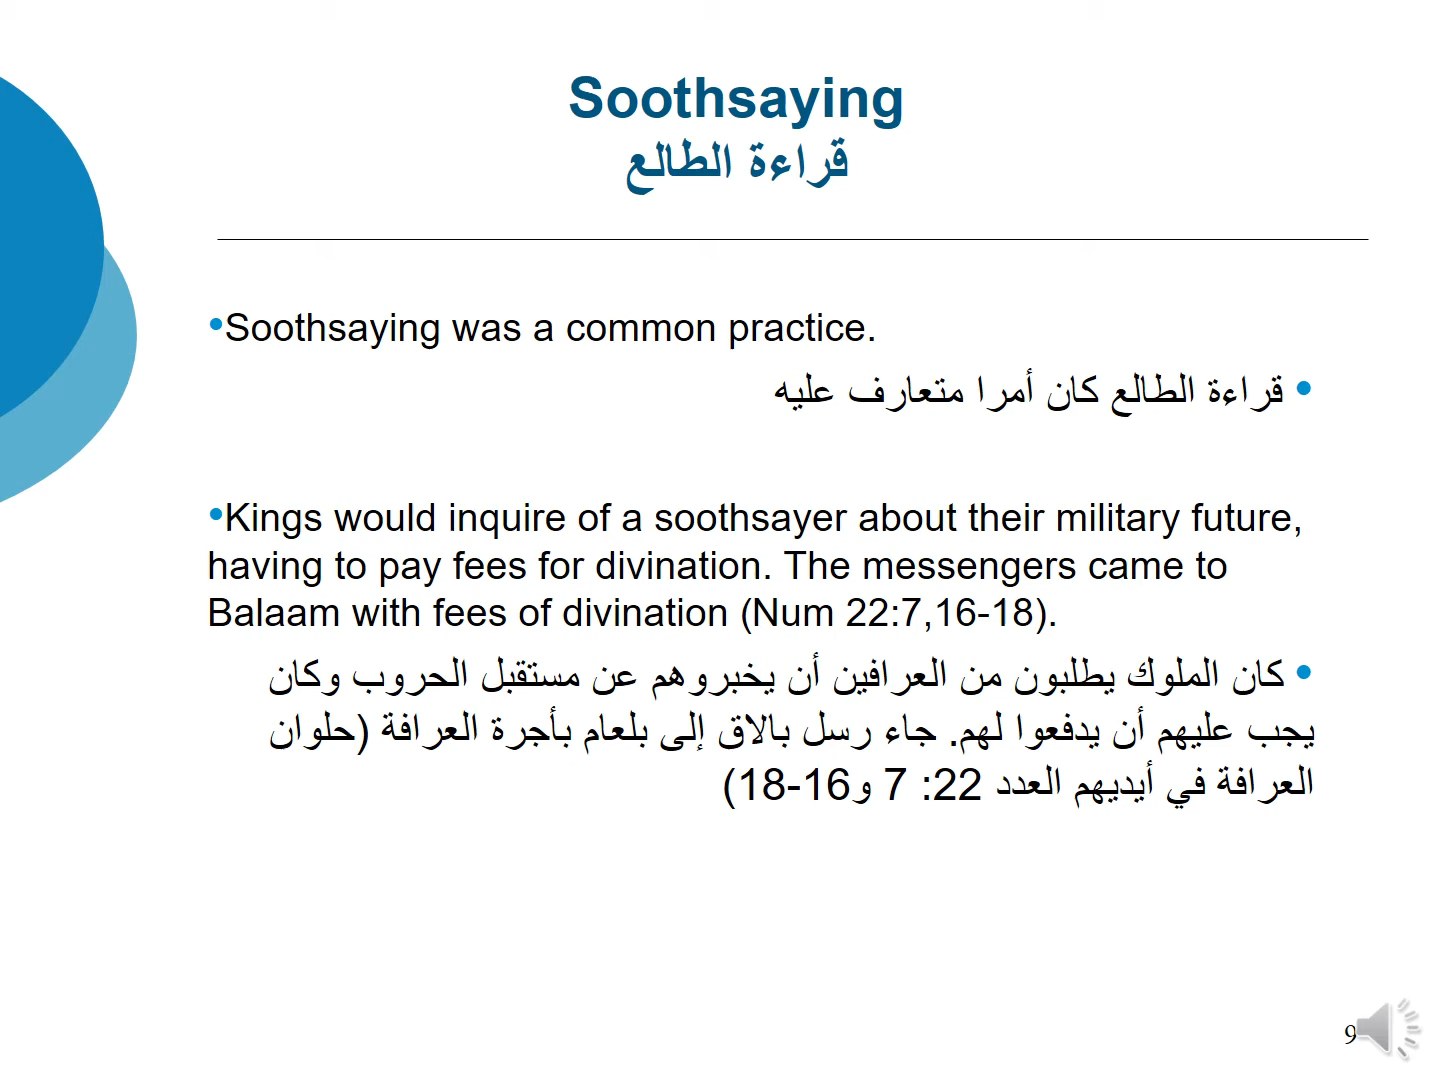 Soothsaying
قراءة الطالع
•Soothsaying was a common practice.
• قراءة الطالع كان أمرا متعارف عليه
•Kings would inquire of a soothsayer about their military future,
having to pay fees for divination. The messengers came to
Balaam with fees of divination (Num 22:7,16-18).
• كان الملوك يطلبون من العرافين أن يخبروهم عن مستقبل الحروب وكان
يجب عليهم أن يدفعوا لهم. جاء رسل بالاق إلى بلعام بأجرة العرافة (حلوان
العرافة في أيديهم العدد 22: 7 و16-18)
9